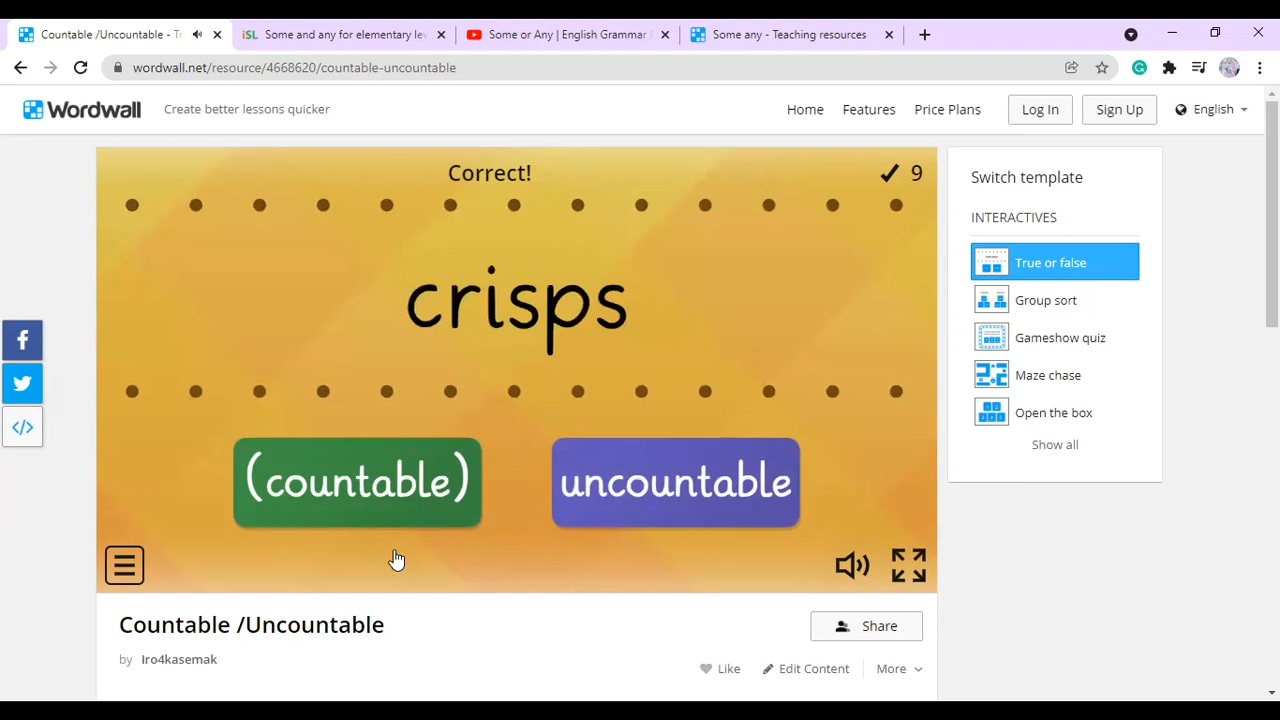 Countable /Uncountable - Tr
Some and any for elementary lev
Some or Any | English Grammar &
Some any - Teaching resources
wordwall.net/resource/4668620/countable-uncountable
Wordwall
Create better lessons quicker
Home
Features
Price Plans
Log In
Sign Up
English
Correct!
9
crisps
(countable)
uncountable
Switch template
INTERACTIVES
True or false
Group sort
Gameshow quiz
Maze chase
Open the box
Show all
Countable /Uncountable
Share
by Iro4kasemak
Like
Edit Content
More